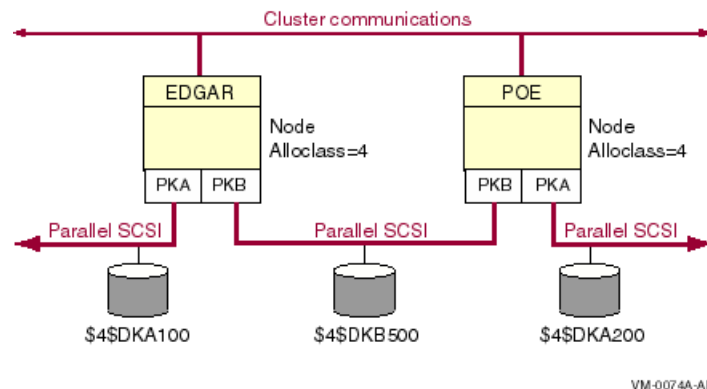 Cluster communications
EDGAR
POE
Node
Alloclass=4
Node
Alloclass=4
PKA
PKB
PKB
PKA
Parallel SCSI
Parallel SCSI
Parallel SCSI
$4$DKA100
$4$DKB500
$4$DKA200